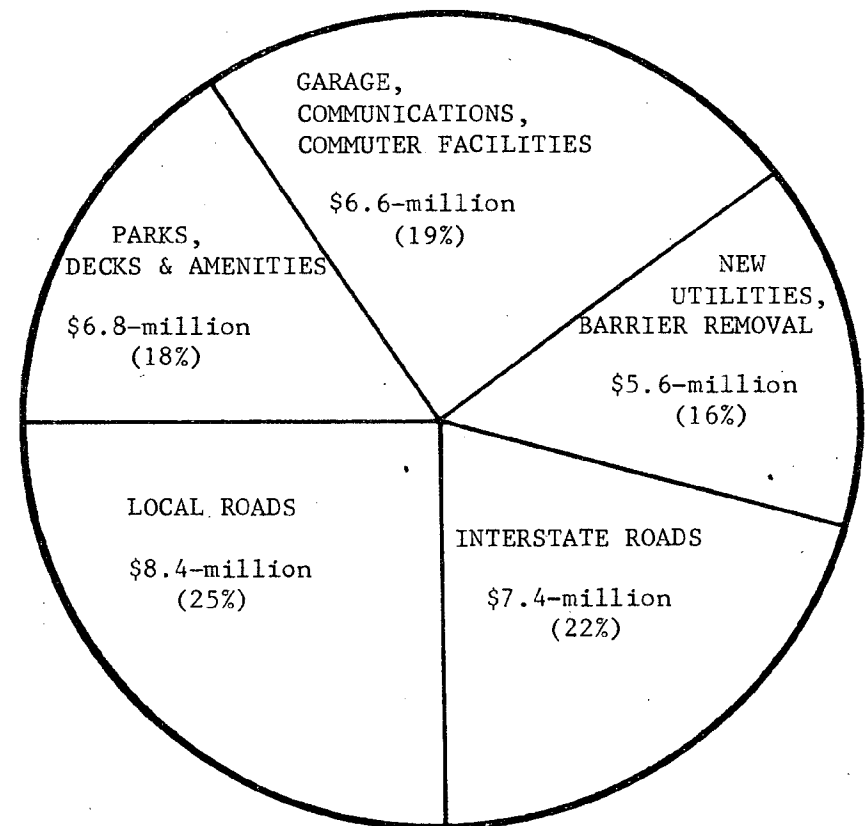 GARAGE,
COMMUNICATIONS,
COMMUTER FACILITIES
$6.6-million
(19%)
PARKS,
DECKS & AMENITIES
$6.8-million
(18%)
NEW
UTILITIES,
BARRIER REMOVAL
$5.6-million
(16%)
LOCAL ROADS
$8.4-million
(25%)
INTERSTATE ROADS
$7.4-million
(22%)